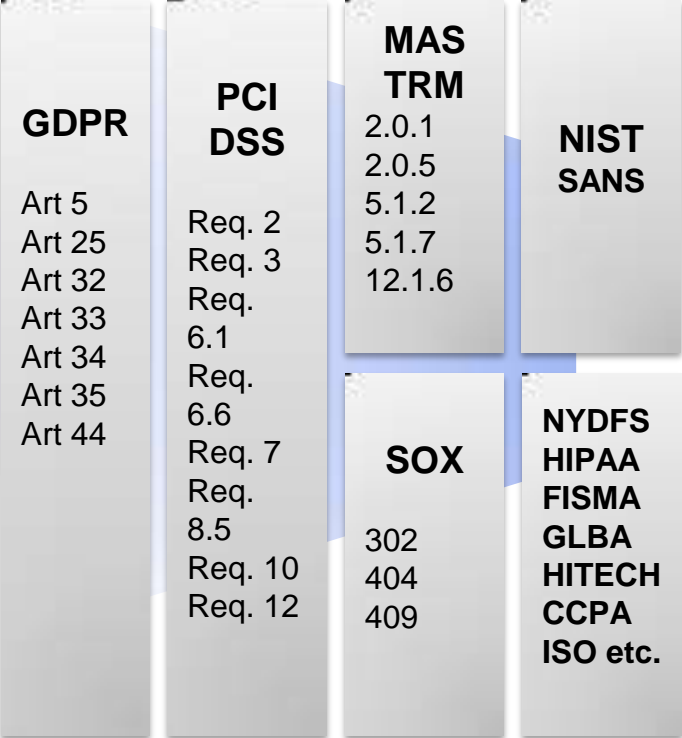 GDPR
Art 5
Art 25
Art 32
Art 33
Art 34
Art 35
Art 44
PCI
DSS
Req. 2
Req. 3
Req.
6.1
Req.
6.6
Req. 7
Req.
8.5
Req. 10
Req. 12
MAS
TRM
2.0.1
2.0.5
5.1.2
5.1.7
12.1.6
NIST
SANS
SOX
302
404
409
NYDFS
HIPAA
FISMA
GLBA
HITECH
CCPA
ISO etc.